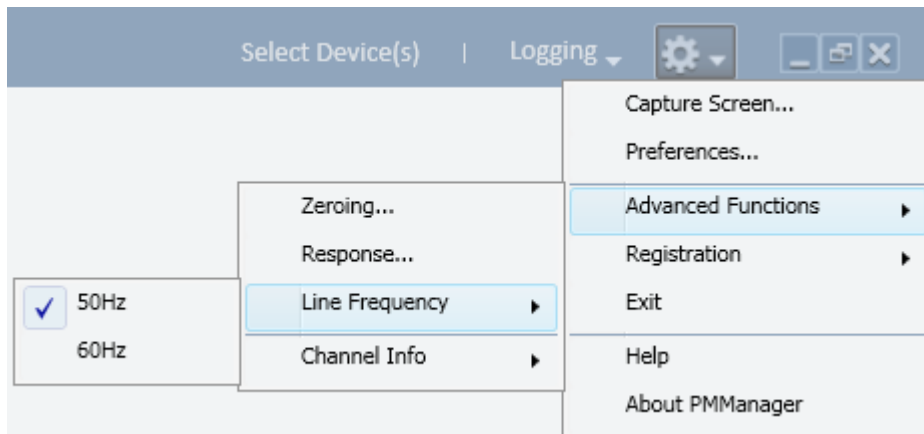 Select Device(s) | Logging
Capture Screen...
Preferences...
Advanced Functions
Registration
Exit
Help
About PMManager
Zeroing...
Response...
Line Frequency
Channel Info
50Hz
60Hz